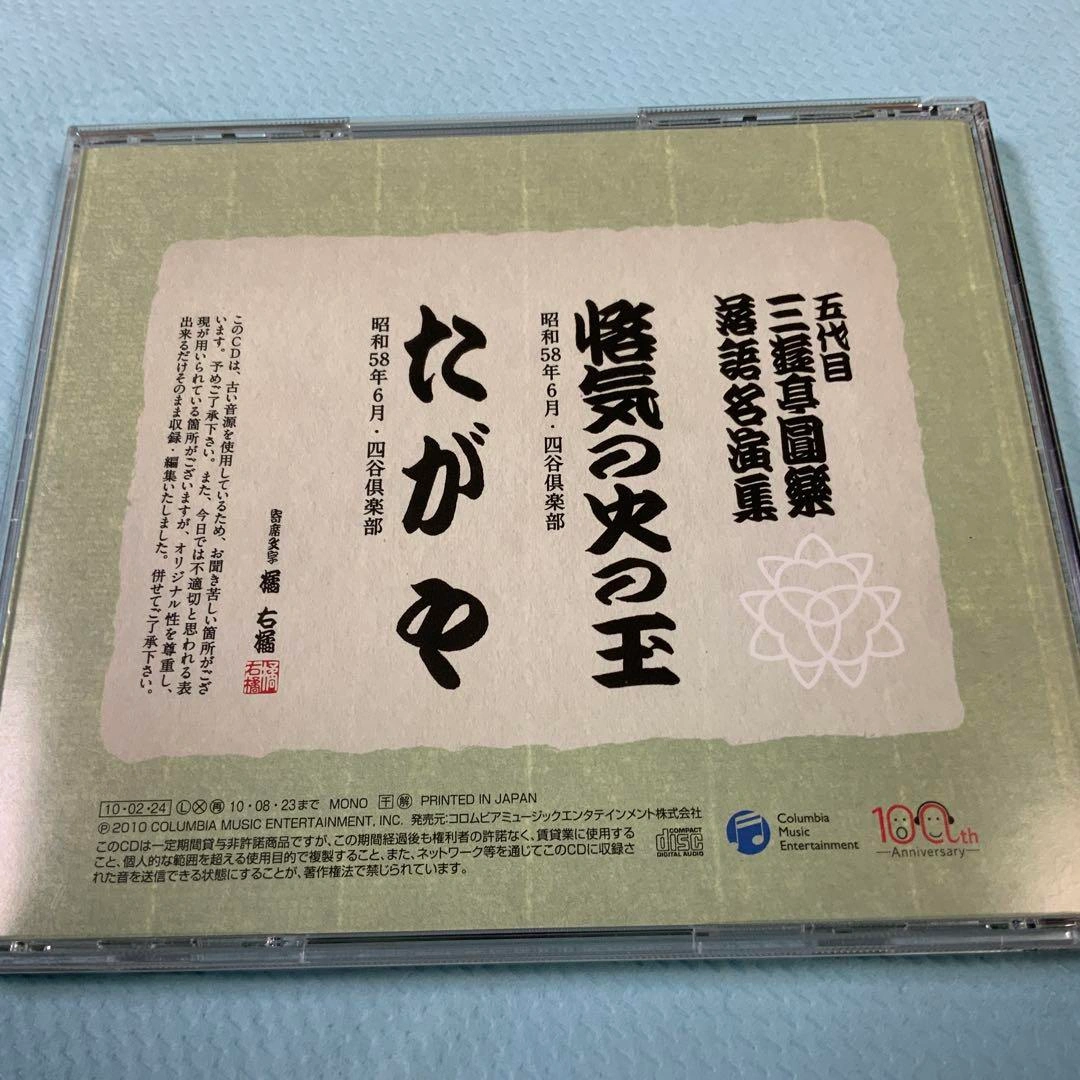 五代目
三遊亭圓樂
落語名演集
悋気の火の玉
昭和58年6月・四谷倶楽部
たがや
昭和58年6月・四谷倶楽部
寄席文字 橘 右橘
橘右橘
このCDは、古い音源を使用しているため、お聞き苦しい箇所がござ
います。予めご了承下さい。また、今日では不適切と思われる表
現が用いられている箇所がございますが、オリジナル性を尊重し、
出来るだけそのまま収録・編集いたしました。併せてご了承下さい。
10・02・24 Ⓛ Ⓧ 再 10・08・23まで MONO 干 解 PRINTED IN JAPAN
℗ 2010 COLUMBIA MUSIC ENTERTAINMENT, INC. 発売元:コロムビアミュージックエンタテインメント株式会社
このCDは一定期間貸与非許諾商品ですが、この期間経過後も権利者の許諾なく、賃貸業に使用する
こと、個人的な範囲を超える使用目的で複製すること、また、ネットワーク等を通じてこのCDに収録さ
れた音を送信できる状態にすることが、著作権法で禁じられています。
COMPACT
disc
DIGITAL AUDIO
Columbia
Music
Entertainment
100th
Anniversary